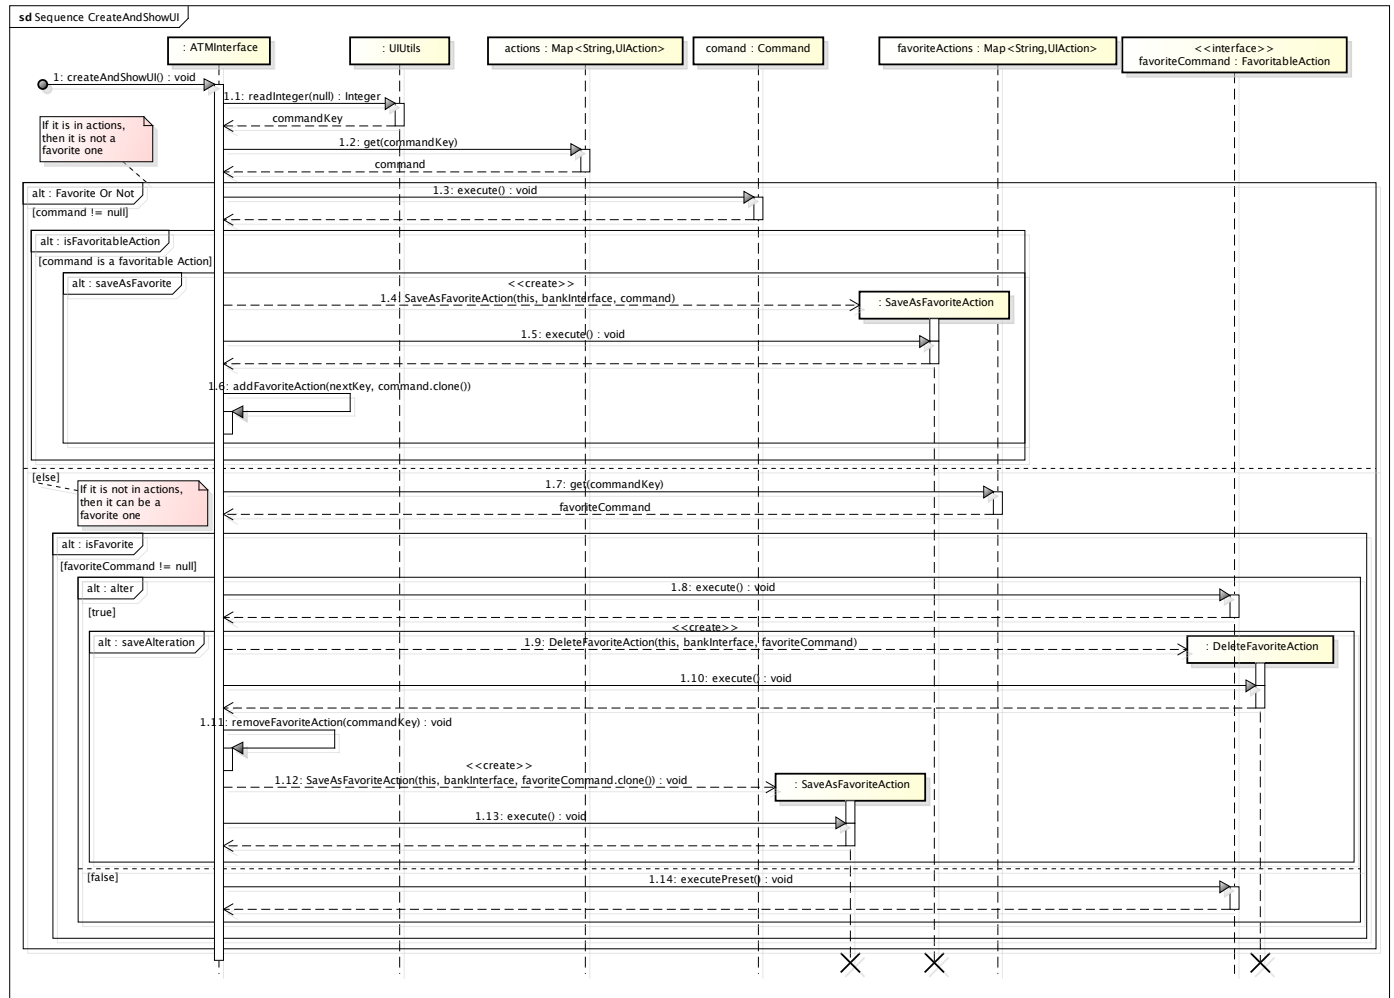 sd Sequence CreateAndShowUI
: ATMInterface
: UIUtils
actions : Map<String,UIAction>
comand : Command
favoriteActions : Map<String,UIAction>
<<interface>>
favoriteCommand : FavoritableAction
1: createAndShowUI() : void
1.1: readInteger(null) : Integer
commandKey
If it is in actions,
then it is not a
favorite one
1.2: get(commandKey)
command
alt : Favorite Or Not
1.3: execute() : void
[command != null]
alt : isFavoritableAction
[command is a favoritable Action]
alt : saveAsFavorite
<<create>>
1.4: SaveAsFavoriteAction(this, bankInterface, command)
: SaveAsFavoriteAction
1.5: execute() : void
1.6: addFavoriteAction(nextKey, command.clone())
[else]
If it is not in actions,
then it can be a
favorite one
1.7: get(commandKey)
favoriteCommand
alt : isFavorite
[favoriteCommand != null]
alt : alter
1.8: execute() : void
[true]
<<create>>
alt : saveAlteration
1.9: DeleteFavoriteAction(this, bankInterface, favoriteCommand)
: DeleteFavoriteAction
1.10: execute() : void
1.11: removeFavoriteAction(commandKey) : void
<<create>>
1.12: SaveAsFavoriteAction(this, bankInterface, favoriteCommand.clone()) : void
: SaveAsFavoriteAction
1.13: execute() : void
[false]
1.14: executePreset() : void